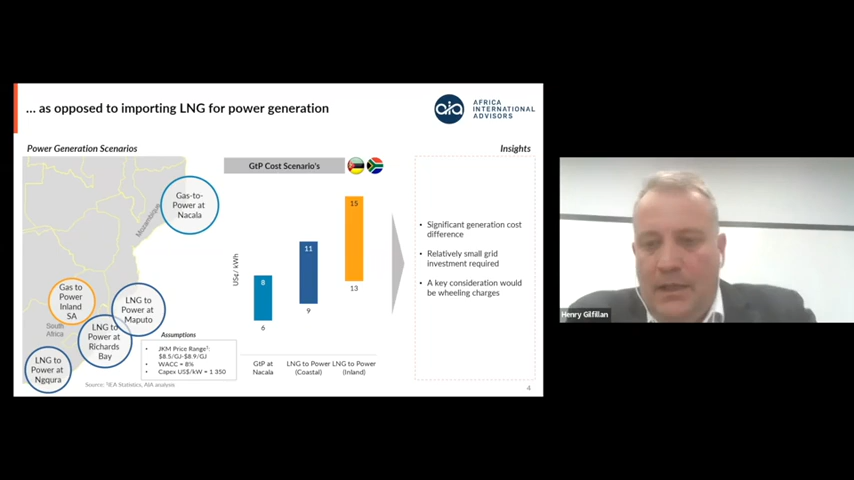 ... as opposed to importing LNG for power generation
aia
AFRICA
INTERNATIONAL
ADVISORS
Power Generation Scenarios
GtP Cost Scenario's
Insights
Gas-to-
Power at
Nacala
Mozambique
Gas to
Power
Inland
SA
LNG to
Power at
Maputo
South
Africa
LNG to
Power at
Richards
Bay
LNG to
Power at
Ngqura
Assumptions
• JKM Price Range¹:
$8.5/GJ-$8.9/GJ
• WACC = 8%
• Capex US$/kW = 1 350
US¢/ kWh
8
6
11
9
15
13
GtP at
Nacala
LNG to Power
(Coastal)
LNG to Power
(Inland)
• Significant generation cost
difference
• Relatively small grid
investment required
• A key consideration would
be wheeling charges
Source: ¹IEA Statistics, AIA analysis
4
Henry Gilfillan